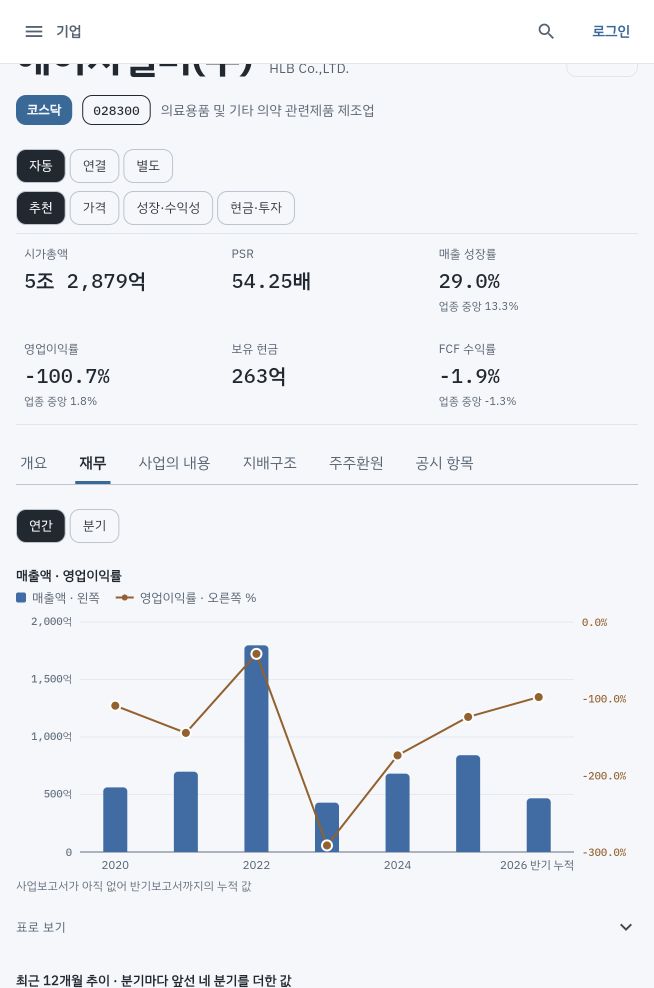 기업
로그인
HLB Co.,LTD.
코스닥 028300 의료용품 및 기타 의약 관련제품 제조업
자동 연결 별도
추천 가격 성장·수익성 현금·투자
시가총액 PSR 매출 성장률
5조 2,879억 54.25배 29.0%
업종 중앙 13.3%
영업이익률 보유 현금 FCF 수익률
-100.7% 263억 -1.9%
업종 중앙 1.8% 업종 중앙 -1.3%
개요 재무 사업의 내용 지배구조 주주환원 공시 항목
연간 분기
매출액 · 영업이익률
매출액 · 왼쪽 영업이익률 · 오른쪽 %
2,000억 0.0%
1,500억 -100.0%
1,000억 -200.0%
500억
0 -300.0%
2020 2022 2024 2026 반기 누적
사업보고서가 아직 없어 반기보고서까지의 누적 값
표로 보기
최근 12개월 추이 · 분기마다 앞선 네 분기를 더한 값